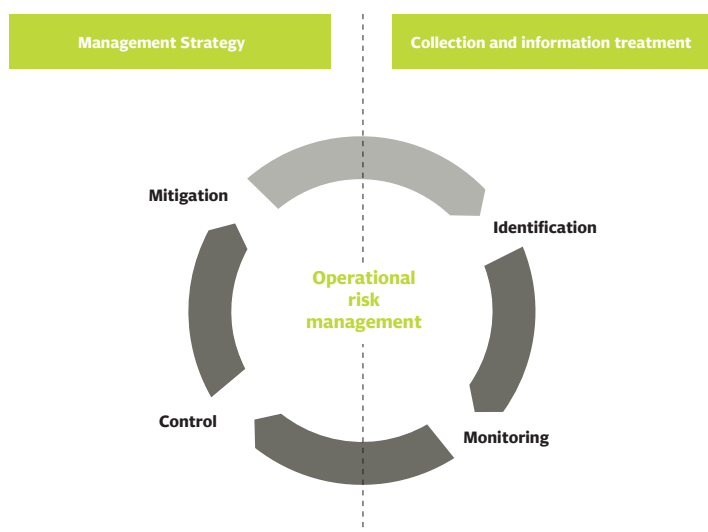 Management Strategy
Collection and information treatment
Mitigation
Identification
Operational
risk
management
Control
Monitoring